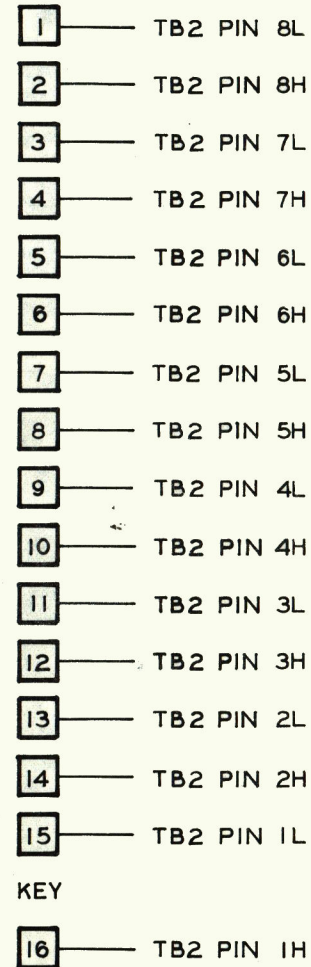 1 TB2 PIN 8L
2 TB2 PIN 8H
3 TB2 PIN 7L
4 TB2 PIN 7H
5 TB2 PIN 6L
6 TB2 PIN 6H
7 TB2 PIN 5L
8 TB2 PIN 5H
9 TB2 PIN 4L
10 TB2 PIN 4H
11 TB2 PIN 3L
12 TB2 PIN 3H
13 TB2 PIN 2L
14 TB2 PIN 2H
15 TB2 PIN 1L
KEY
16 TB2 PIN 1H